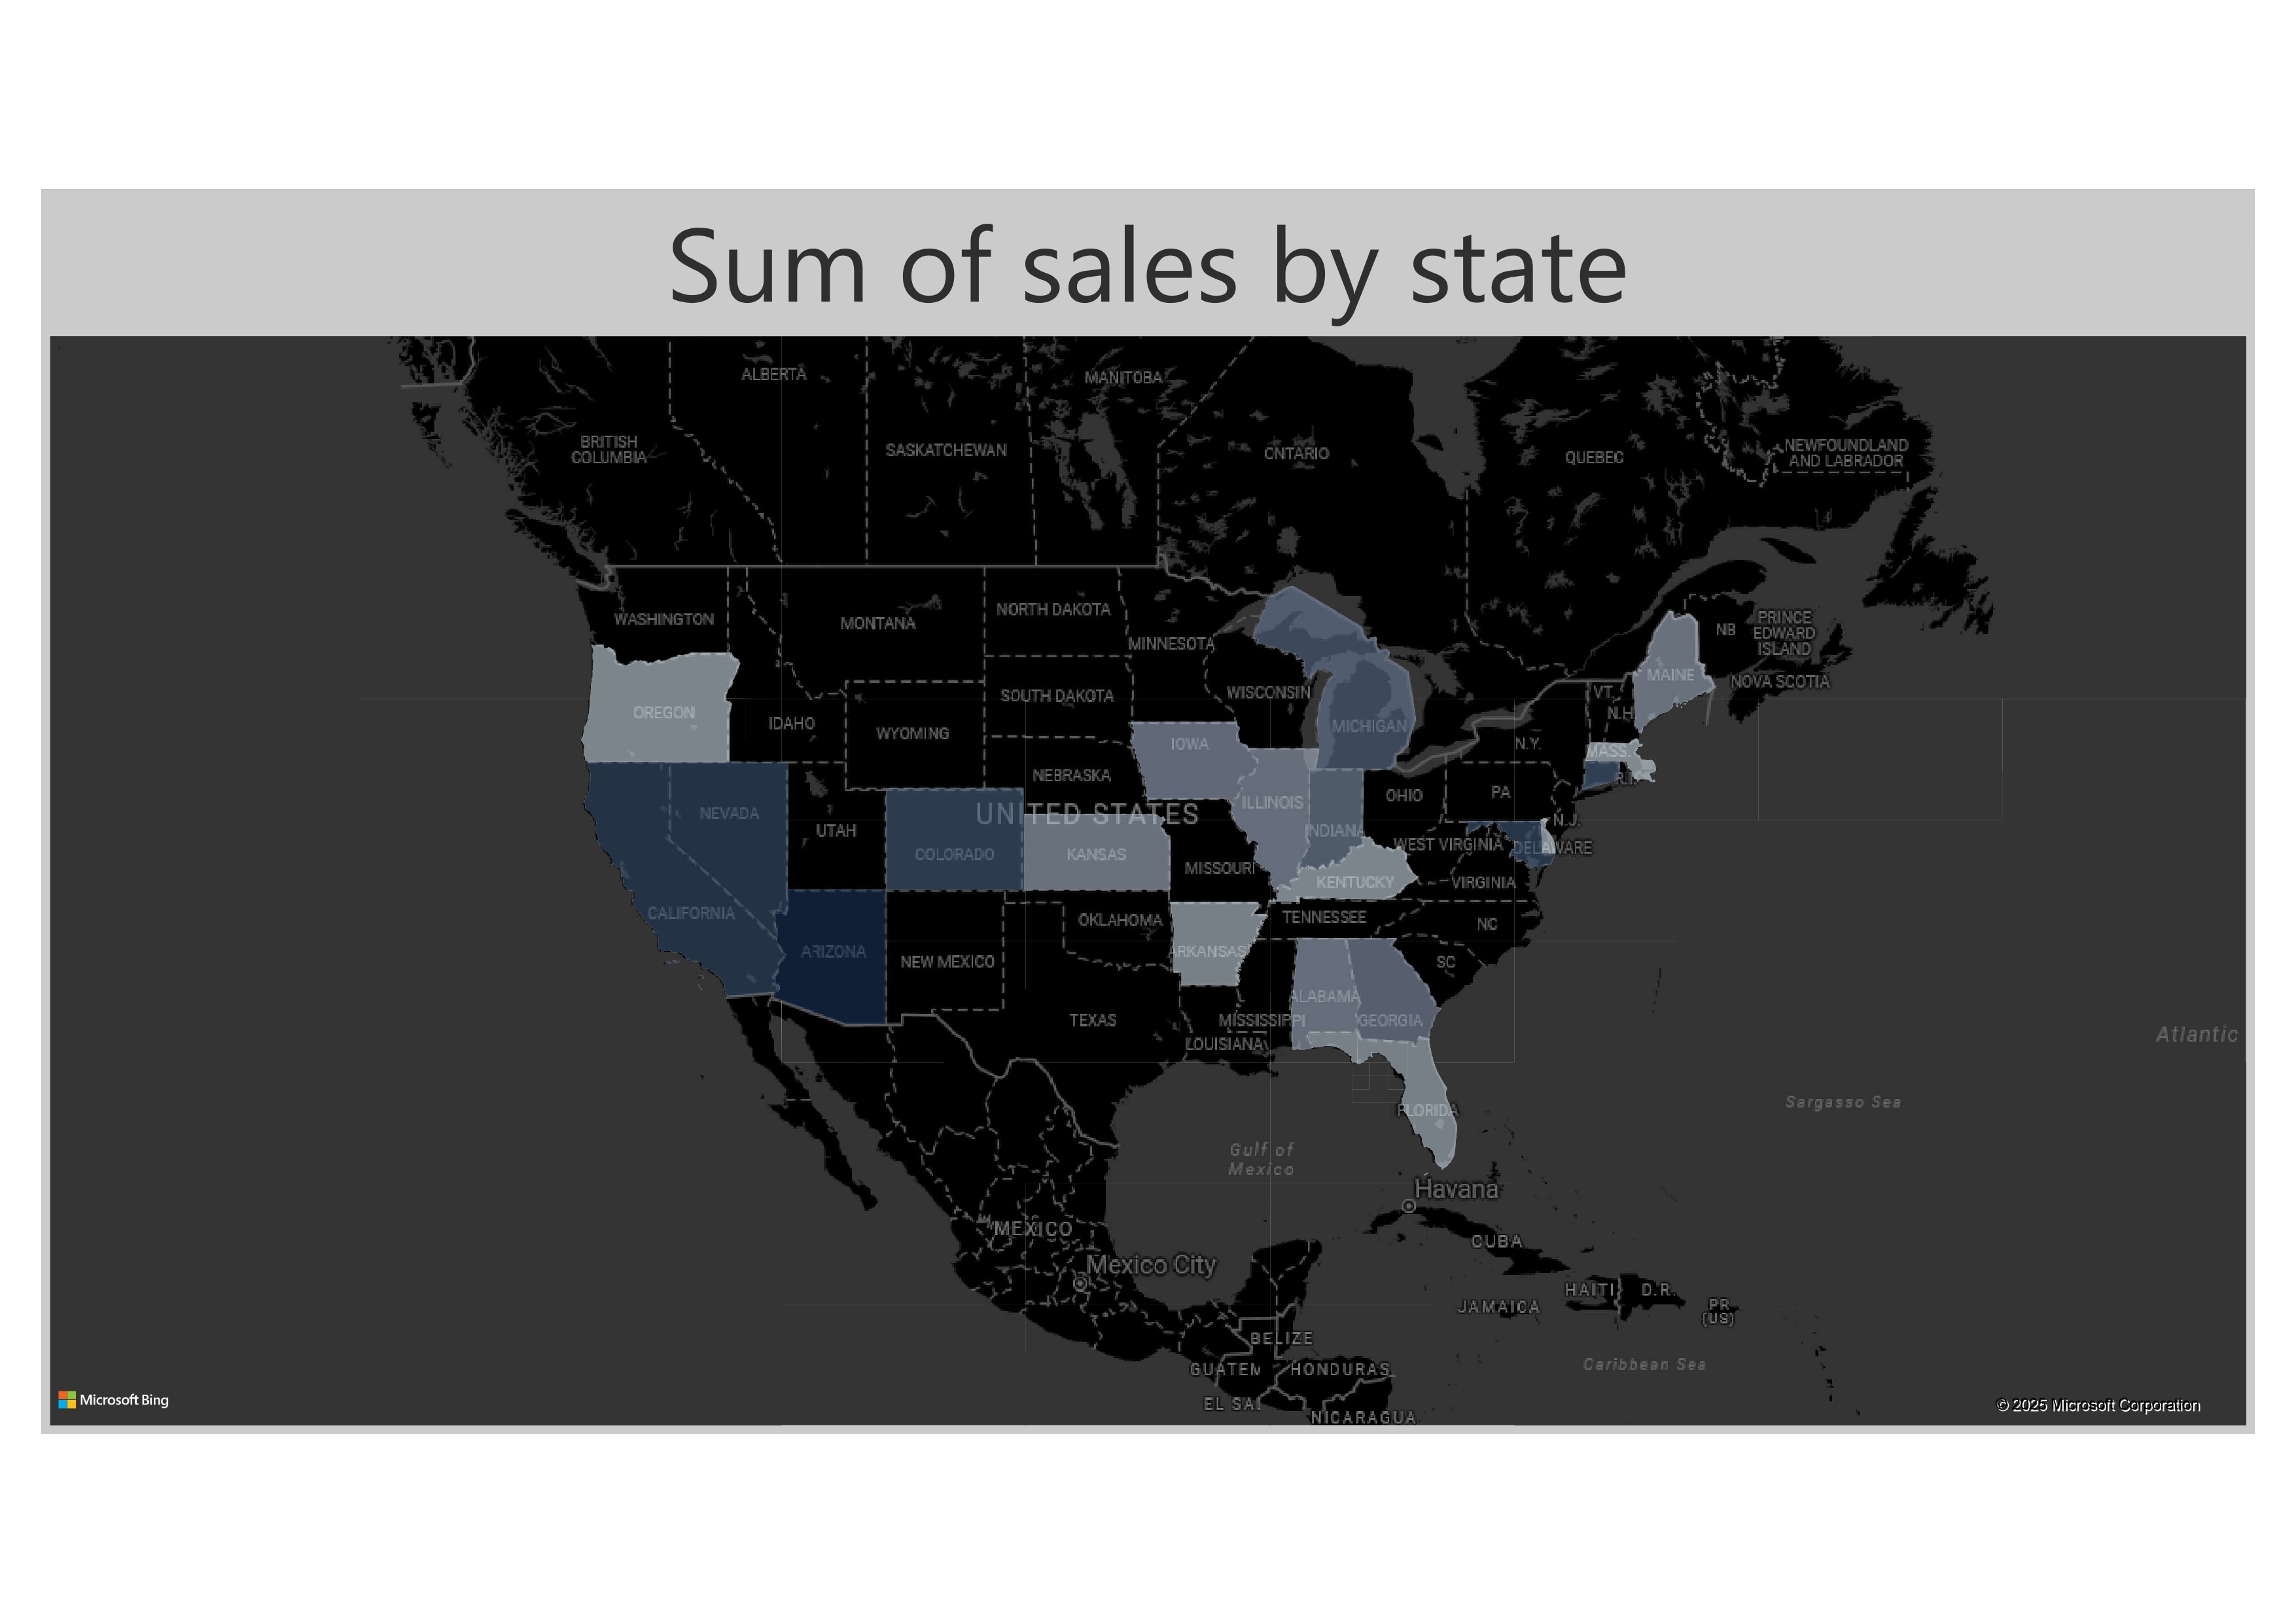 Sum of sales by state
ALBERTA
MANITOBA
BRITISH
COLUMBIA
SASKATCHEWAN
ONTARIO
QUEBEC
NEWFOUNDLAND
AND LABRADOR
WASHINGTON
MONTANA
NORTH DAKOTA
MINNESOTA
NB
PRINCE
EDWARD
ISLAND
MAINE
NOVA SCOTIA
SOUTH DAKOTA
WISCONSIN
VT.
N.H.
OREGON
IDAHO
WYOMING
MICHIGAN
IOWA
N.Y.
MASS.
NEBRASKA
R.I.
OHIO
PA
UNITED STATES
NEVADA
UTAH
ILLINOIS
INDIANA
N.J.
COLORADO
KANSAS
MISSOURI
WEST VIRGINIA
DELAWARE
KENTUCKY
VIRGINIA
CALIFORNIA
OKLAHOMA
TENNESSEE
NC
ARIZONA
NEW MEXICO
ARKANSAS
SC
ALABAMA
TEXAS
MISSISSIPPI
GEORGIA
LOUISIANA
Atlantic
FLORIDA
Sargasso Sea
Gulf of
Mexico
Havana
MEXICO
CUBA
Mexico City
HAITI
D.R.
JAMAICA
PR
(US)
BELIZE
Caribbean Sea
GUATEM
HONDURAS
EL SA
NICARAGUA
Microsoft Bing
© 2025 Microsoft Corporation